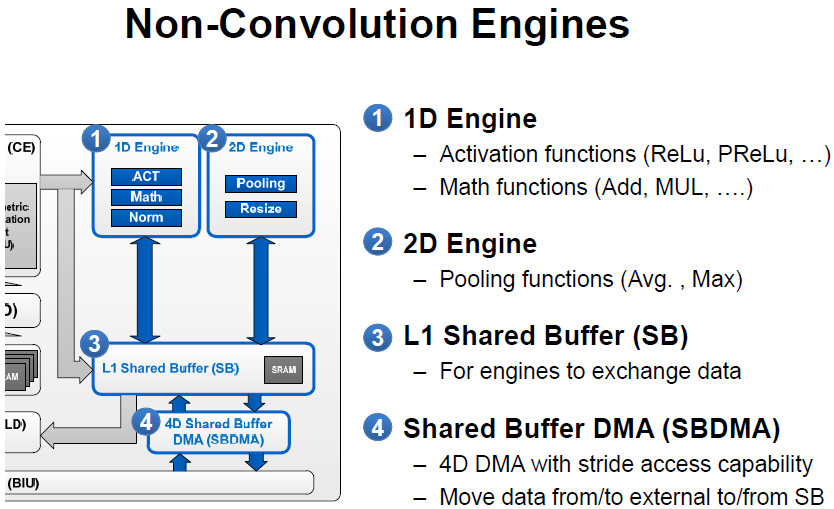 Non-Convolution Engines
(CE)
1
1D Engine
ACT
Math
Norm
2
2D Engine
Pooling
Resize
3
L1 Shared Buffer (SB)
SRAM
4
4D Shared Buffer
DMA (SBDMA)
LD)
(BIU)
1 1D Engine
– Activation functions (ReLu, PReLu, …)
– Math functions (Add, MUL, ….)
2 2D Engine
– Pooling functions (Avg. , Max)
3 L1 Shared Buffer (SB)
– For engines to exchange data
4 Shared Buffer DMA (SBDMA)
– 4D DMA with stride access capability
– Move data from/to external to/from SB